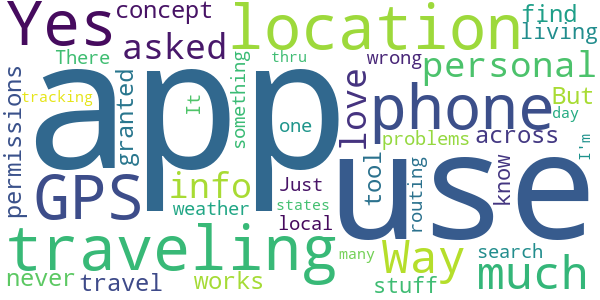 Yes concept location find
asked living
There app thru wrong personal
permissions tracking granted It something one love phone But
day
GPS info problems across I'm
weather Just tool routing know use
states
local
traveling many Way search much
never travel works stuff